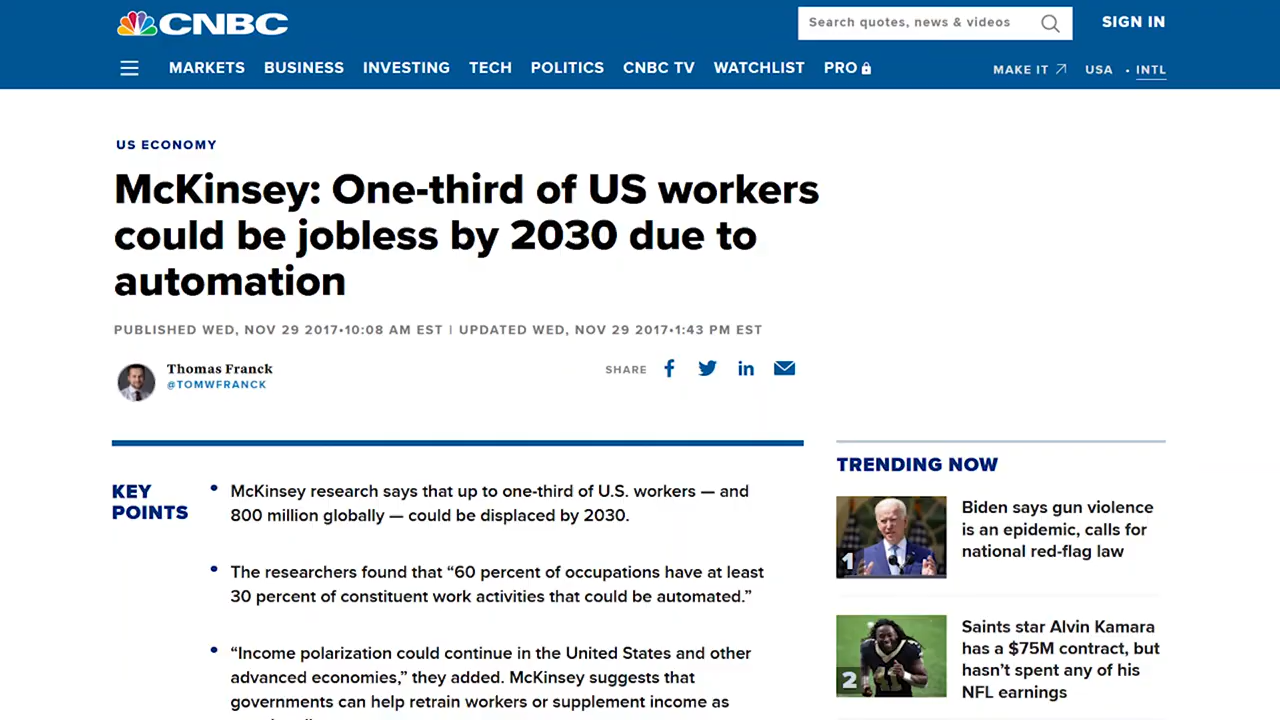 CNBC
Search quotes, news & videos
SIGN IN
MARKETS BUSINESS INVESTING TECH POLITICS CNBC TV WATCHLIST PRO
MAKE IT USA • INTL
US ECONOMY
McKinsey: One-third of US workers
could be jobless by 2030 due to
automation
PUBLISHED WED, NOV 29 2017•10:08 AM EST | UPDATED WED, NOV 29 2017•1:43 PM EST
Thomas Franck
@TOMWFRANCK
SHARE
KEY
POINTS
• McKinsey research says that up to one-third of U.S. workers — and
800 million globally — could be displaced by 2030.
• The researchers found that “60 percent of occupations have at least
30 percent of constituent work activities that could be automated.”
• “Income polarization could continue in the United States and other
advanced economies,” they added. McKinsey suggests that
governments can help retrain workers or supplement income as
TRENDING NOW
1
Biden says gun violence
is an epidemic, calls for
national red-flag law
2
41
Saints star Alvin Kamara
has a $75M contract, but
hasn’t spent any of his
NFL earnings